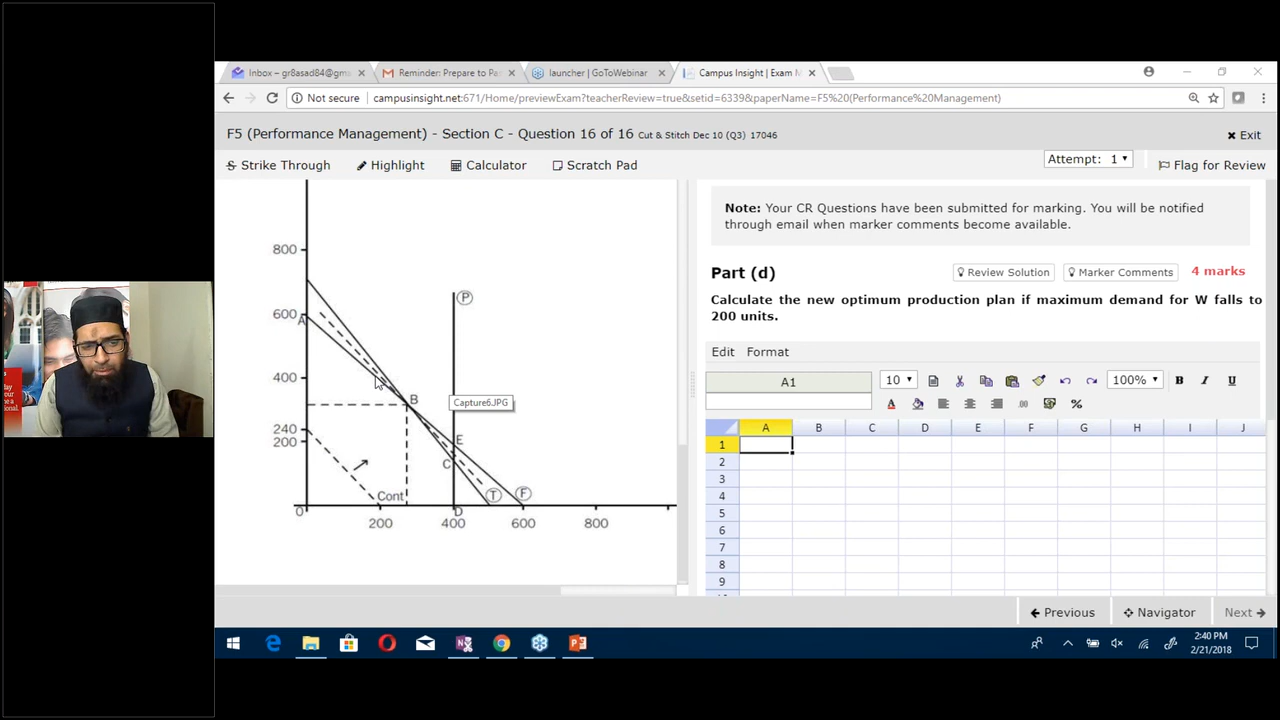 Inbox – gr8asad84@gma
Reminder: Prepare to Pa
launcher | GoToWebinar
Campus Insight | Exam M
Not secure
campusinsight.net:671/Home/previewExam?teacherReview=true&setid=6339&paperName=F5%20(Performance%20Management)
F5 (Performance Management) - Section C - Question 16 of 16 Cut & Stitch Dec 10 (Q3) 17046
Exit
Strike Through
Highlight
Calculator
Scratch Pad
Attempt: 1
Flag for Review
800
600
A
400
240
200
0
P
B
Capture6.JPG
E
C
Cont
T
F
D
200
400
600
800
Note: Your CR Questions have been submitted for marking. You will be notified
through email when marker comments become available.
Part (d)
Review Solution
Marker Comments
4 marks
Calculate the new optimum production plan if maximum demand for W falls to
200 units.
Edit
Format
A1
10
100%
B
I
U
A
.00
%
A B C D E F G H I J
1
2
3
4
5
6
7
8
9
Previous
Navigator
Next
2:40 PM
2/21/2018